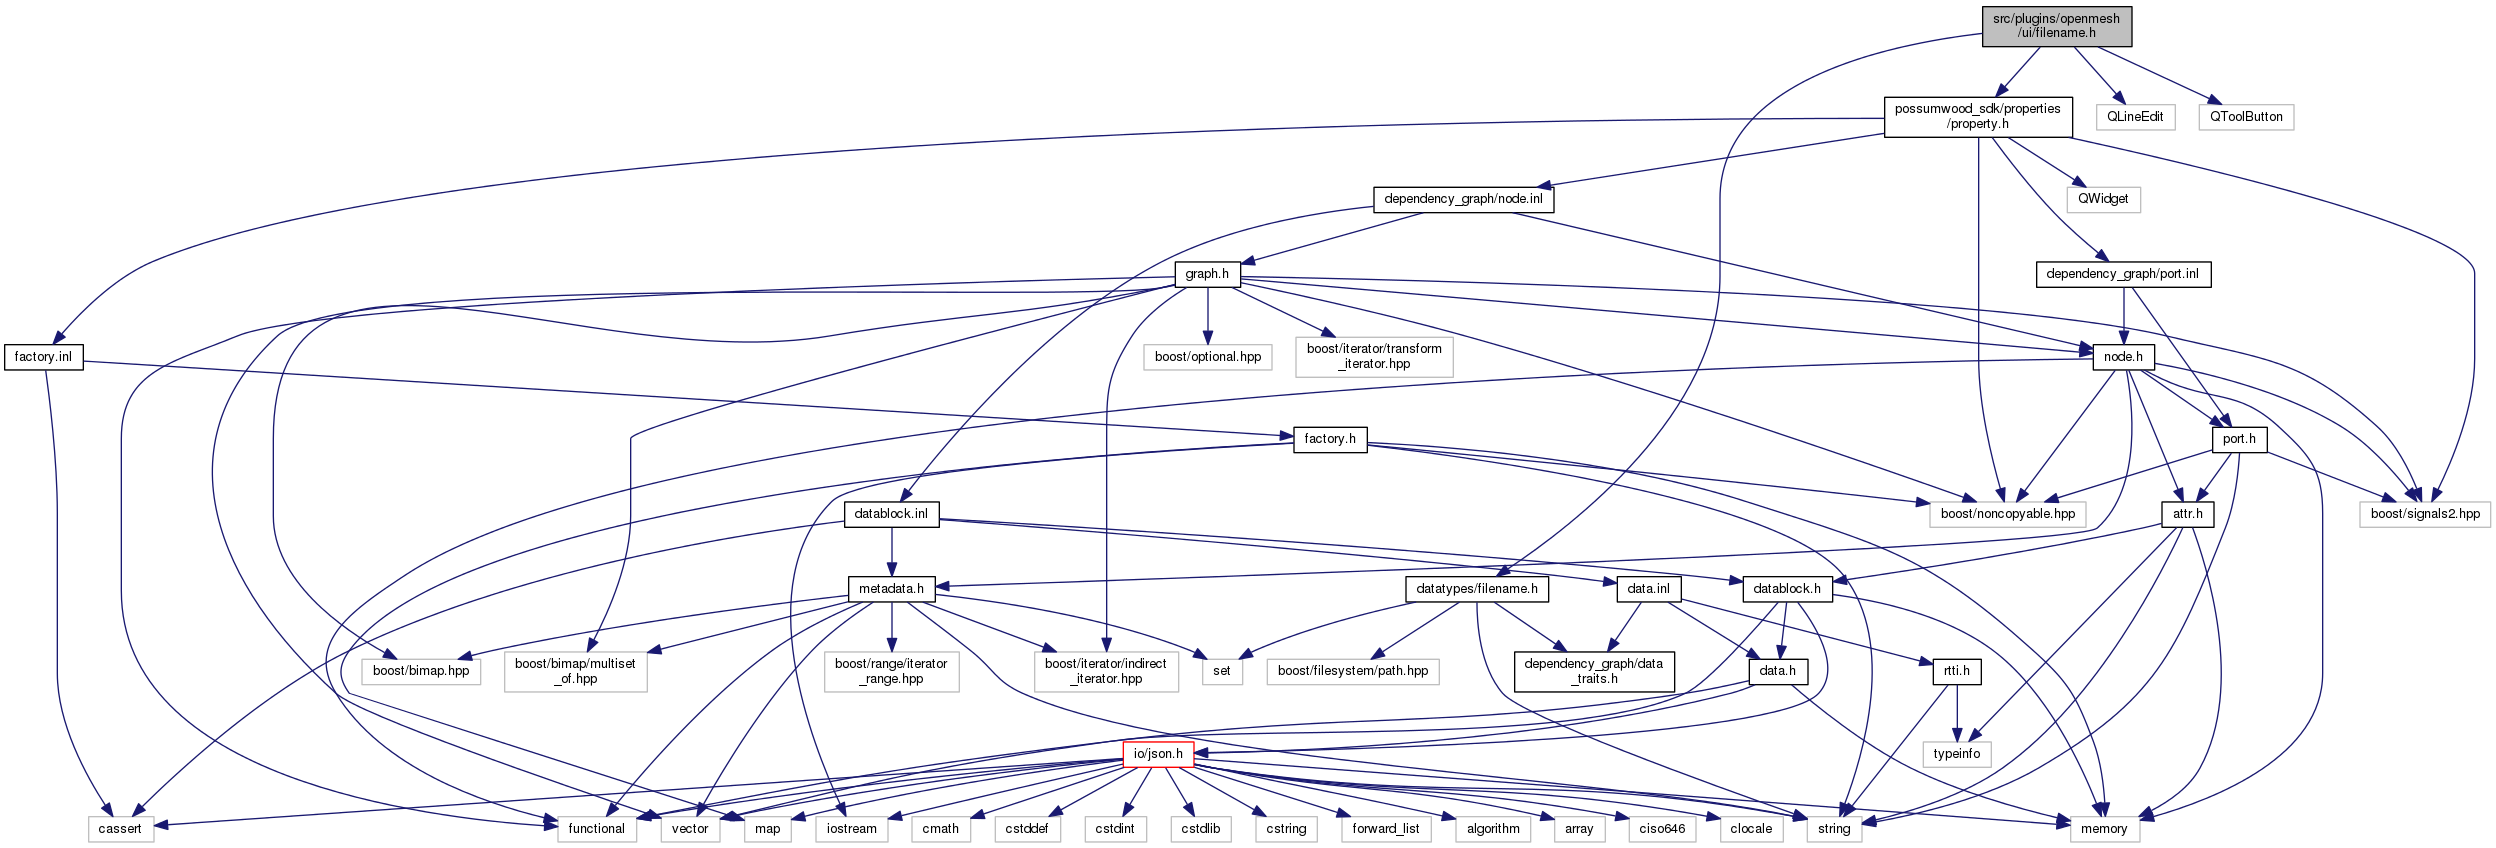 src/plugins/openmesh
/ui/filename.h
possumwood_sdk/properties
/property.h
QLineEdit
QToolButton
dependency_graph/node.inl
QWidget
graph.h
dependency_graph/port.inl
factory.inl
boost/optional.hpp
boost/iterator/transform
_iterator.hpp
node.h
factory.h
port.h
datablock.inl
boost/noncopyable.hpp
attr.h
boost/signals2.hpp
metadata.h
datatypes/filename.h
data.inl
datablock.h
boost/bimap.hpp
boost/bimap/multiset
_of.hpp
boost/range/iterator
_range.hpp
boost/iterator/indirect
_iterator.hpp
set
boost/filesystem/path.hpp
dependency_graph/data
_traits.h
data.h
rtti.h
io/json.h
typeinfo
cassert
functional
vector
map
iostream
cmath
cstddef
cstdint
cstdlib
cstring
forward_list
algorithm
array
ciso646
clocale
string
memory